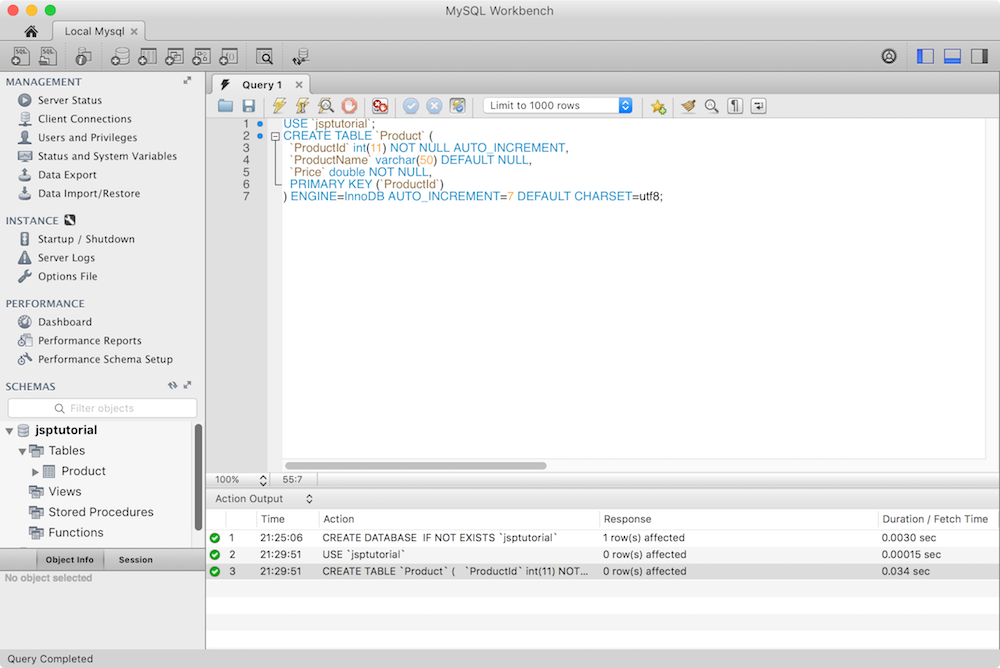 MySQL Workbench
Local Mysql
MANAGEMENT
Server Status
Client Connections
Users and Privileges
Status and System Variables
Data Export
Data Import/Restore
INSTANCE
Startup / Shutdown
Server Logs
Options File
PERFORMANCE
Dashboard
Performance Reports
Performance Schema Setup
SCHEMAS
Filter objects
jsptutorial
Tables
Product
Views
Stored Procedures
Functions
Object Info Session
No object selected
Query 1
Limit to 1000 rows
1 USE `jsptutorial`;
2 CREATE TABLE `Product` (
3 `ProductId` int(11) NOT NULL AUTO_INCREMENT,
4 `ProductName` varchar(50) DEFAULT NULL,
5 `Price` double NOT NULL,
6 PRIMARY KEY (`ProductId`)
7 ) ENGINE=InnoDB AUTO_INCREMENT=7 DEFAULT CHARSET=utf8;
100% 55:7
Action Output
Time Action Response Duration / Fetch Time
1 21:25:06 CREATE DATABASE IF NOT EXISTS `jsptutorial` 1 row(s) affected 0.0030 sec
2 21:29:51 USE `jsptutorial` 0 row(s) affected 0.00015 sec
3 21:29:51 CREATE TABLE `Product` ( `ProductId` int(11) NOT... 0 row(s) affected 0.034 sec
Query Completed